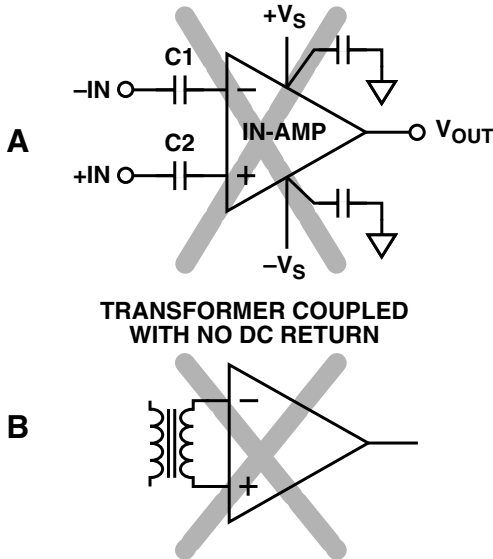 +VS
C1
–IN
–
A
IN-AMP
VOUT
C2
+IN
+
–VS
TRANSFORMER COUPLED
WITH NO DC RETURN
–
B
+